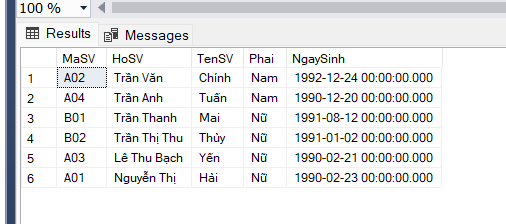 100 %
Results Messages
MaSV HoSV TenSV Phai NgaySinh
1 A02 Trần Văn Chính Nam 1992-12-24 00:00:00.000
2 A04 Trần Anh Tuấn Nam 1990-12-20 00:00:00.000
3 B01 Trần Thanh Mai Nữ 1991-08-12 00:00:00.000
4 B02 Trần Thị Thu Thủy Nữ 1991-01-02 00:00:00.000
5 A03 Lê Thu Bạch Yến Nữ 1990-02-21 00:00:00.000
6 A01 Nguyễn Thị Hải Nữ 1990-02-23 00:00:00.000